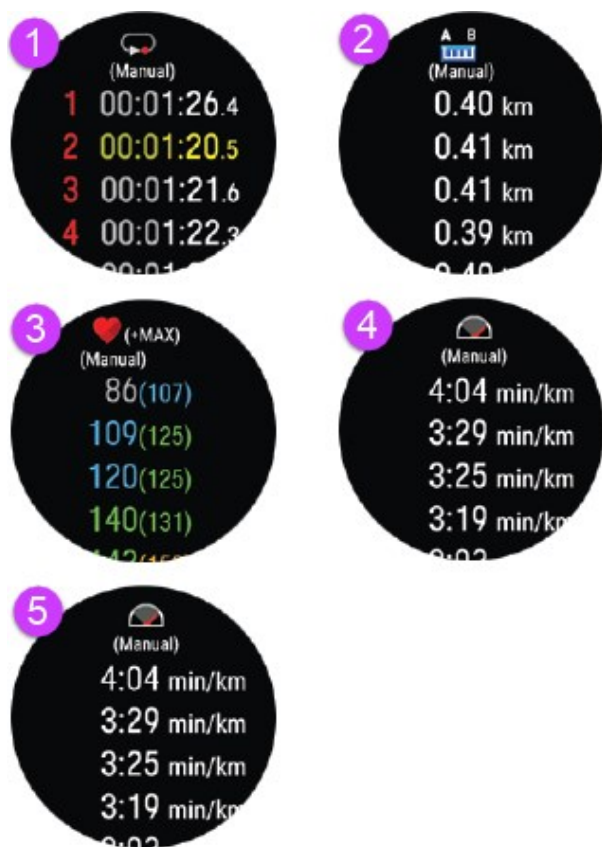 1
(Manual)
1 00:01:26.4
2 00:01:20.5
3 00:01:21.6
4 00:01:22.3
2
A B
(Manual)
0.40 km
0.41 km
0.41 km
0.39 km
3
(+MAX)
(Manual)
86(107)
109(125)
120(125)
140(131)
4
(Manual)
4:04 min/km
3:29 min/km
3:25 min/km
3:19 min/km
5
(Manual)
4:04 min/km
3:29 min/km
3:25 min/km
3:19 min/km